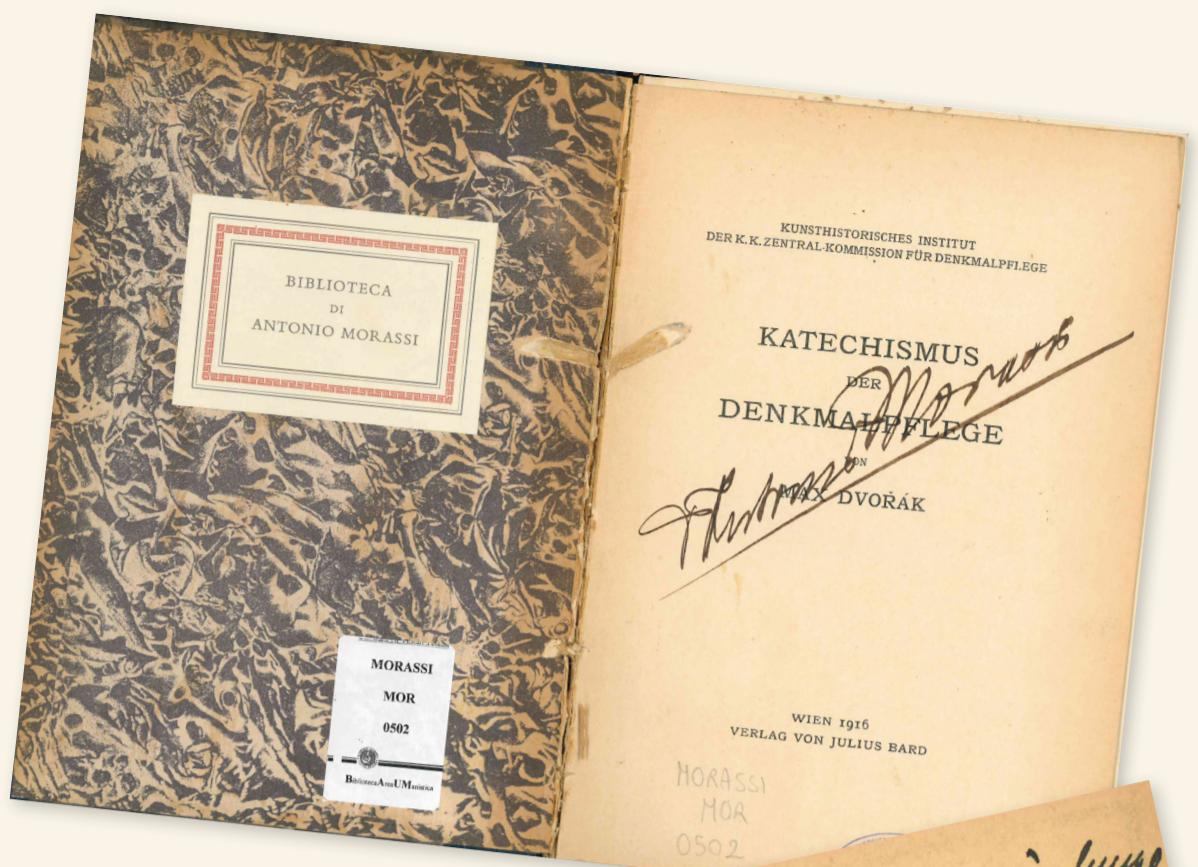 BIBLIOTECA
DI
ANTONIO MORASSI
MORASSI
MOR
0502
BibliotecaAreaUManistica
KUNSTHISTORISCHES INSTITUT
DER K. K. ZENTRAL-KOMMISSION FÜR DENKMALPFLEGE
KATECHISMUS
DER
DENKMALPFLEGE
VON
MAX DVOŘÁK
Antonio Morassi
WIEN 1916
VERLAG VON JULIUS BARD
MORASSI
MOR
0502